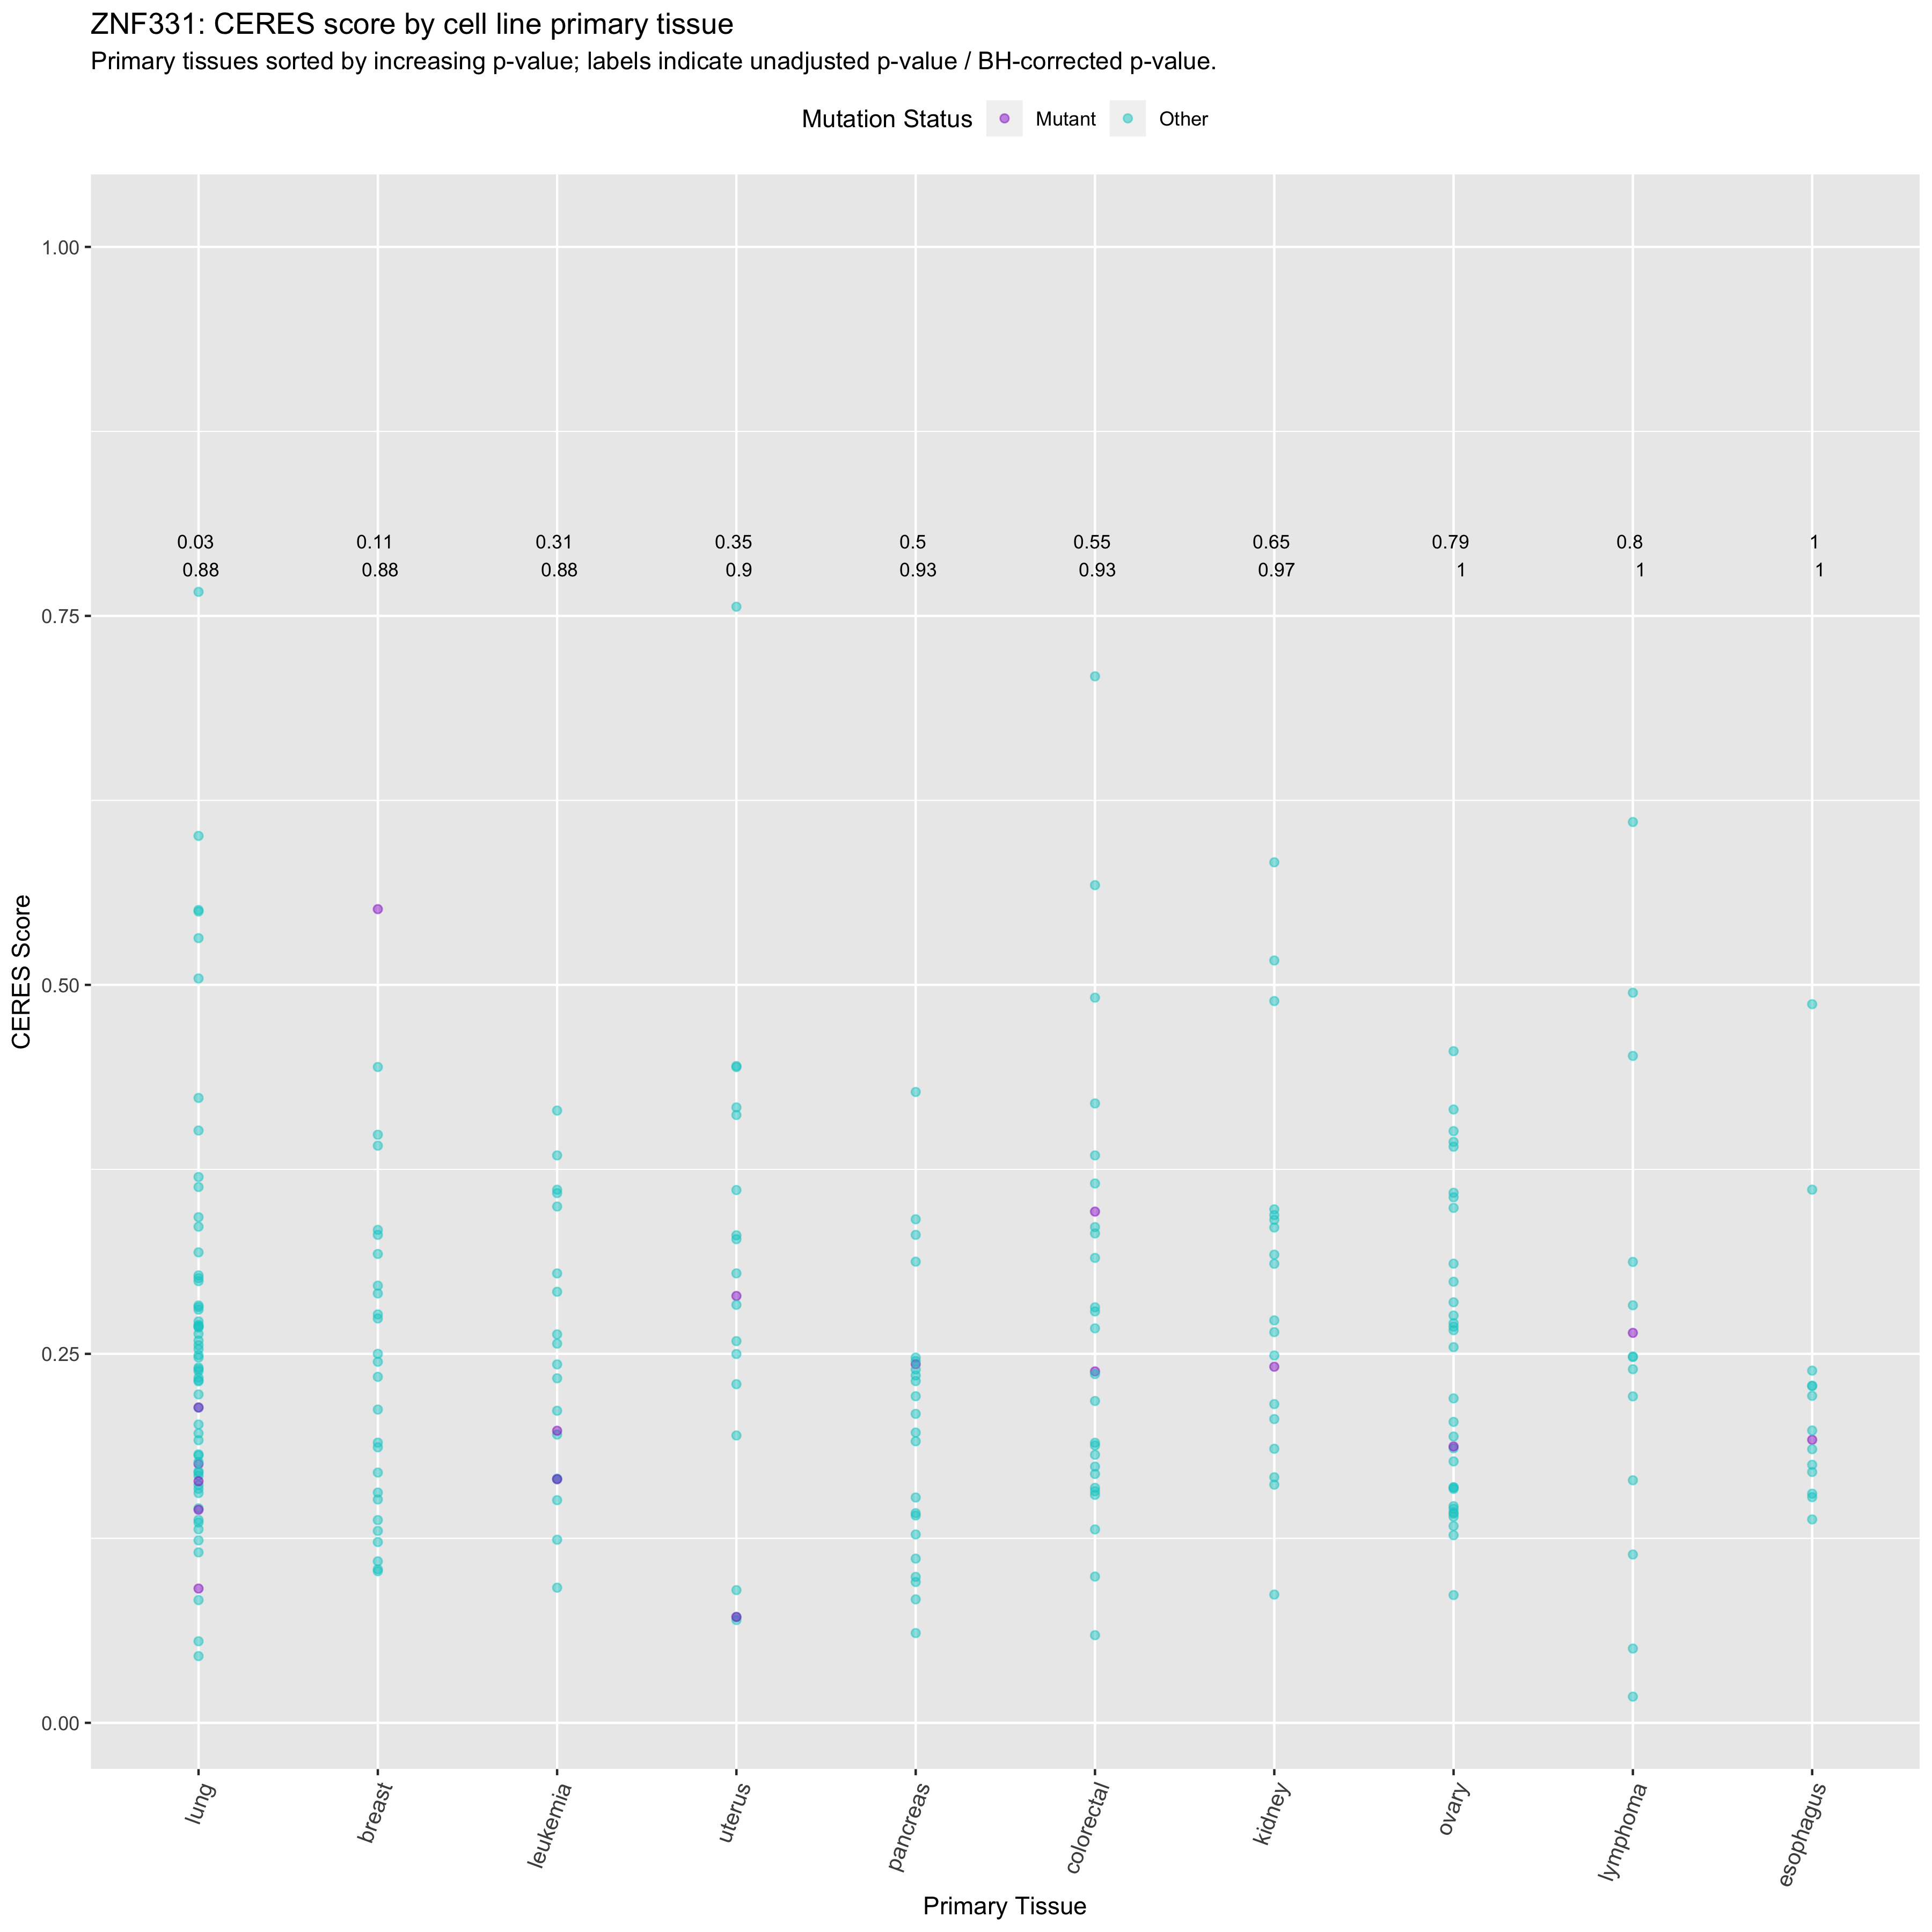 ZNF331: CERES score by cell line primary tissue
Primary tissues sorted by increasing p-value; labels indicate unadjusted p-value / BH-corrected p-value.
Mutation Status Mutant Other
1.00
0.03 0.11 0.31 0.35 0.5 0.55 0.65 0.79 0.8 1
0.88 0.88 0.88 0.9 0.93 0.93 0.97 1 1 1
0.75
CERES Score
0.50
0.25
0.00
lung breast leukemia uterus pancreas colorectal kidney ovary lymphoma esophagus
Primary Tissue